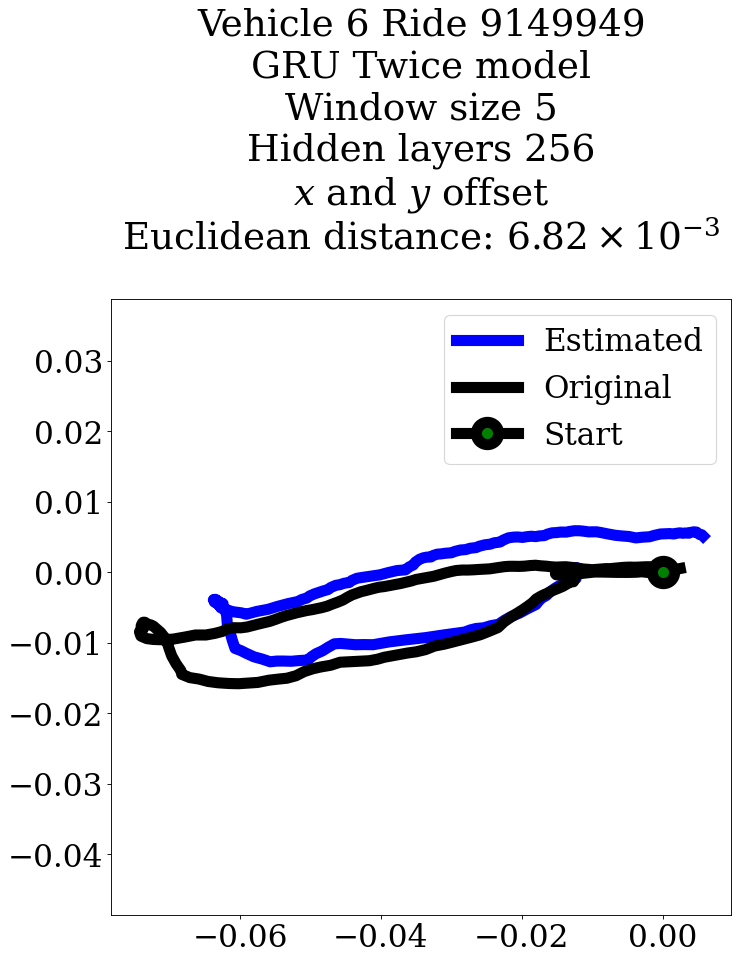 Vehicle 6 Ride 9149949
GRU Twice model
Window size 5
Hidden layers 256
x and y offset
Euclidean distance: 6.82 × 10⁻³
Estimated
Original
Start
0.03
0.02
0.01
0.00
−0.01
−0.02
−0.03
−0.04
−0.06 −0.04 −0.02 0.00